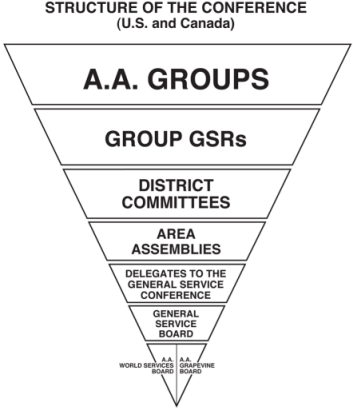 STRUCTURE OF THE CONFERENCE
(U.S. and Canada)
A.A. GROUPS
GROUP GSRs
DISTRICT
COMMITTEES
AREA
ASSEMBLIES
DELEGATES TO THE
GENERAL SERVICE
CONFERENCE
GENERAL
SERVICE
BOARD
A.A.
WORLD SERVICES
BOARD
A.A.
GRAPEVINE
BOARD